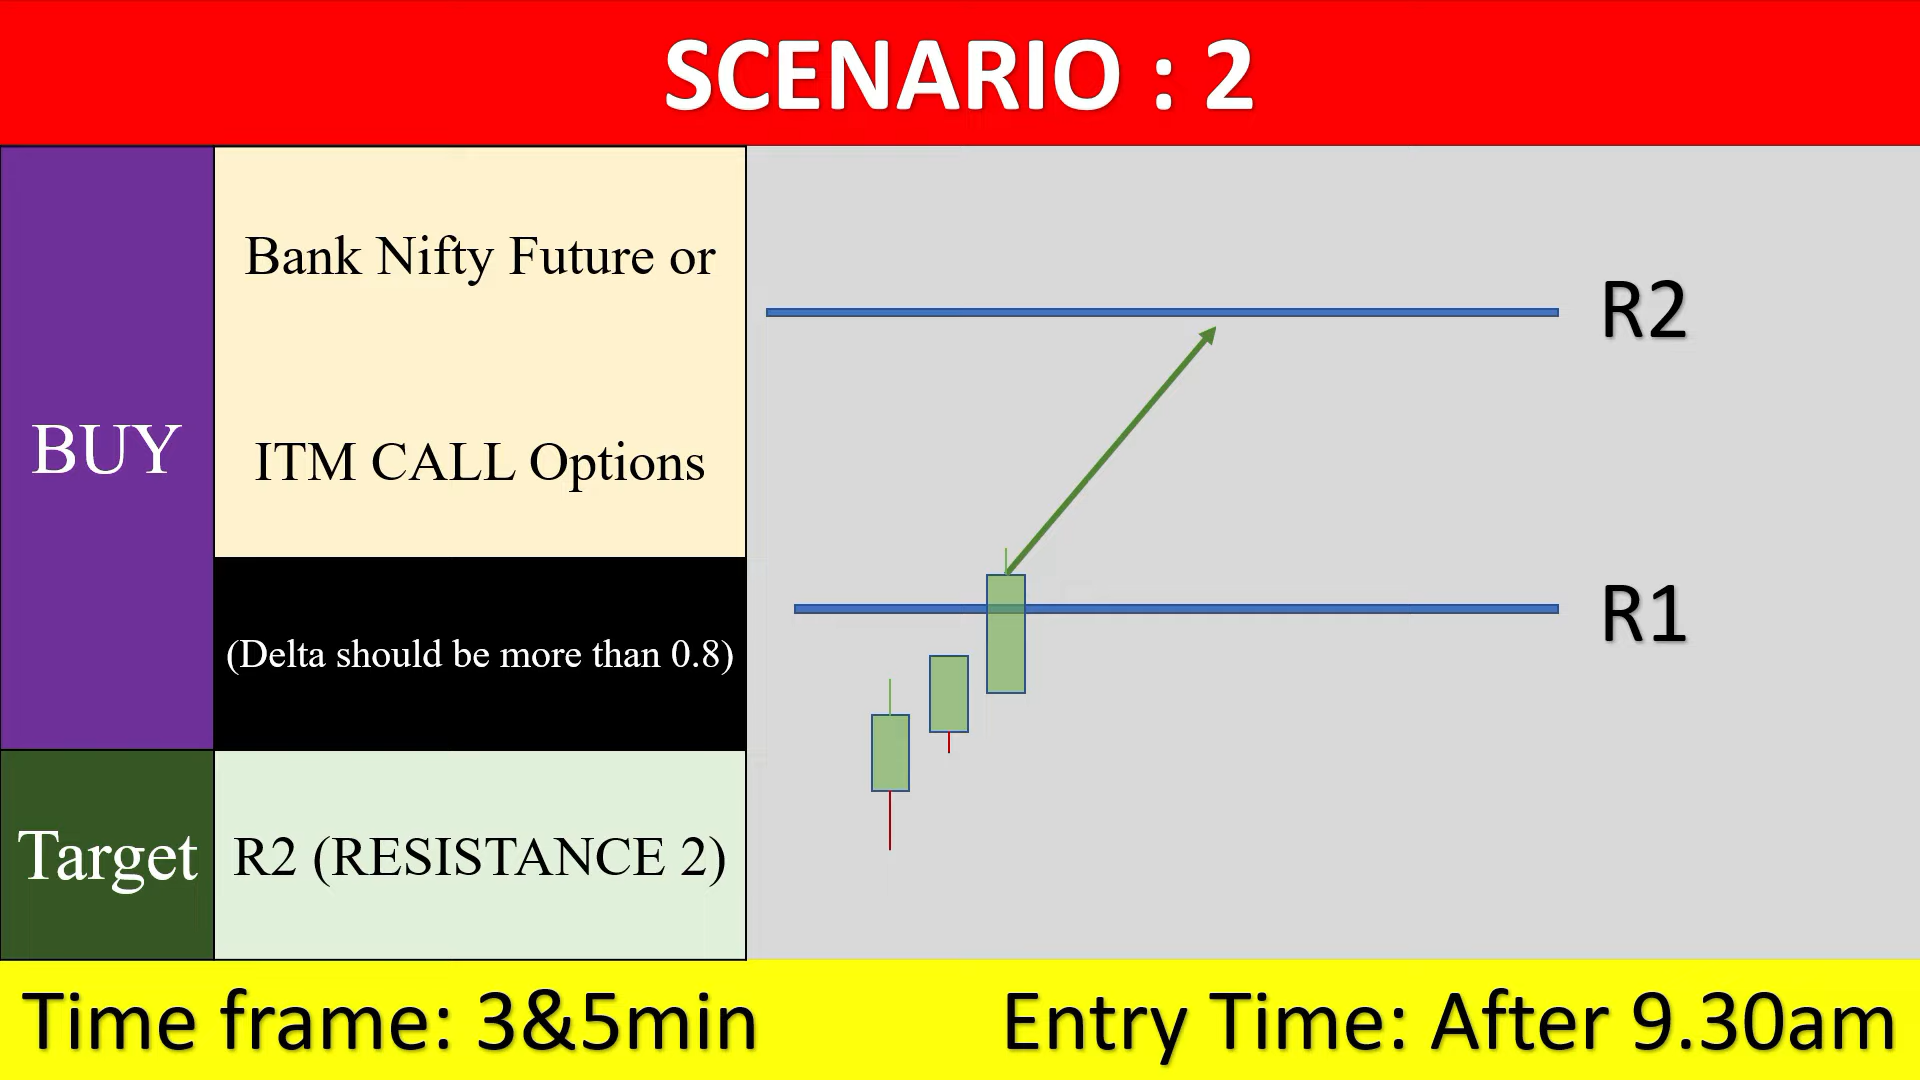 SCENARIO : 2
BUY
Bank Nifty Future or
ITM CALL Options
(Delta should be more than 0.8)
Target
R2 (RESISTANCE 2)
R2
R1
Time frame: 3&5min
Entry Time: After 9.30am